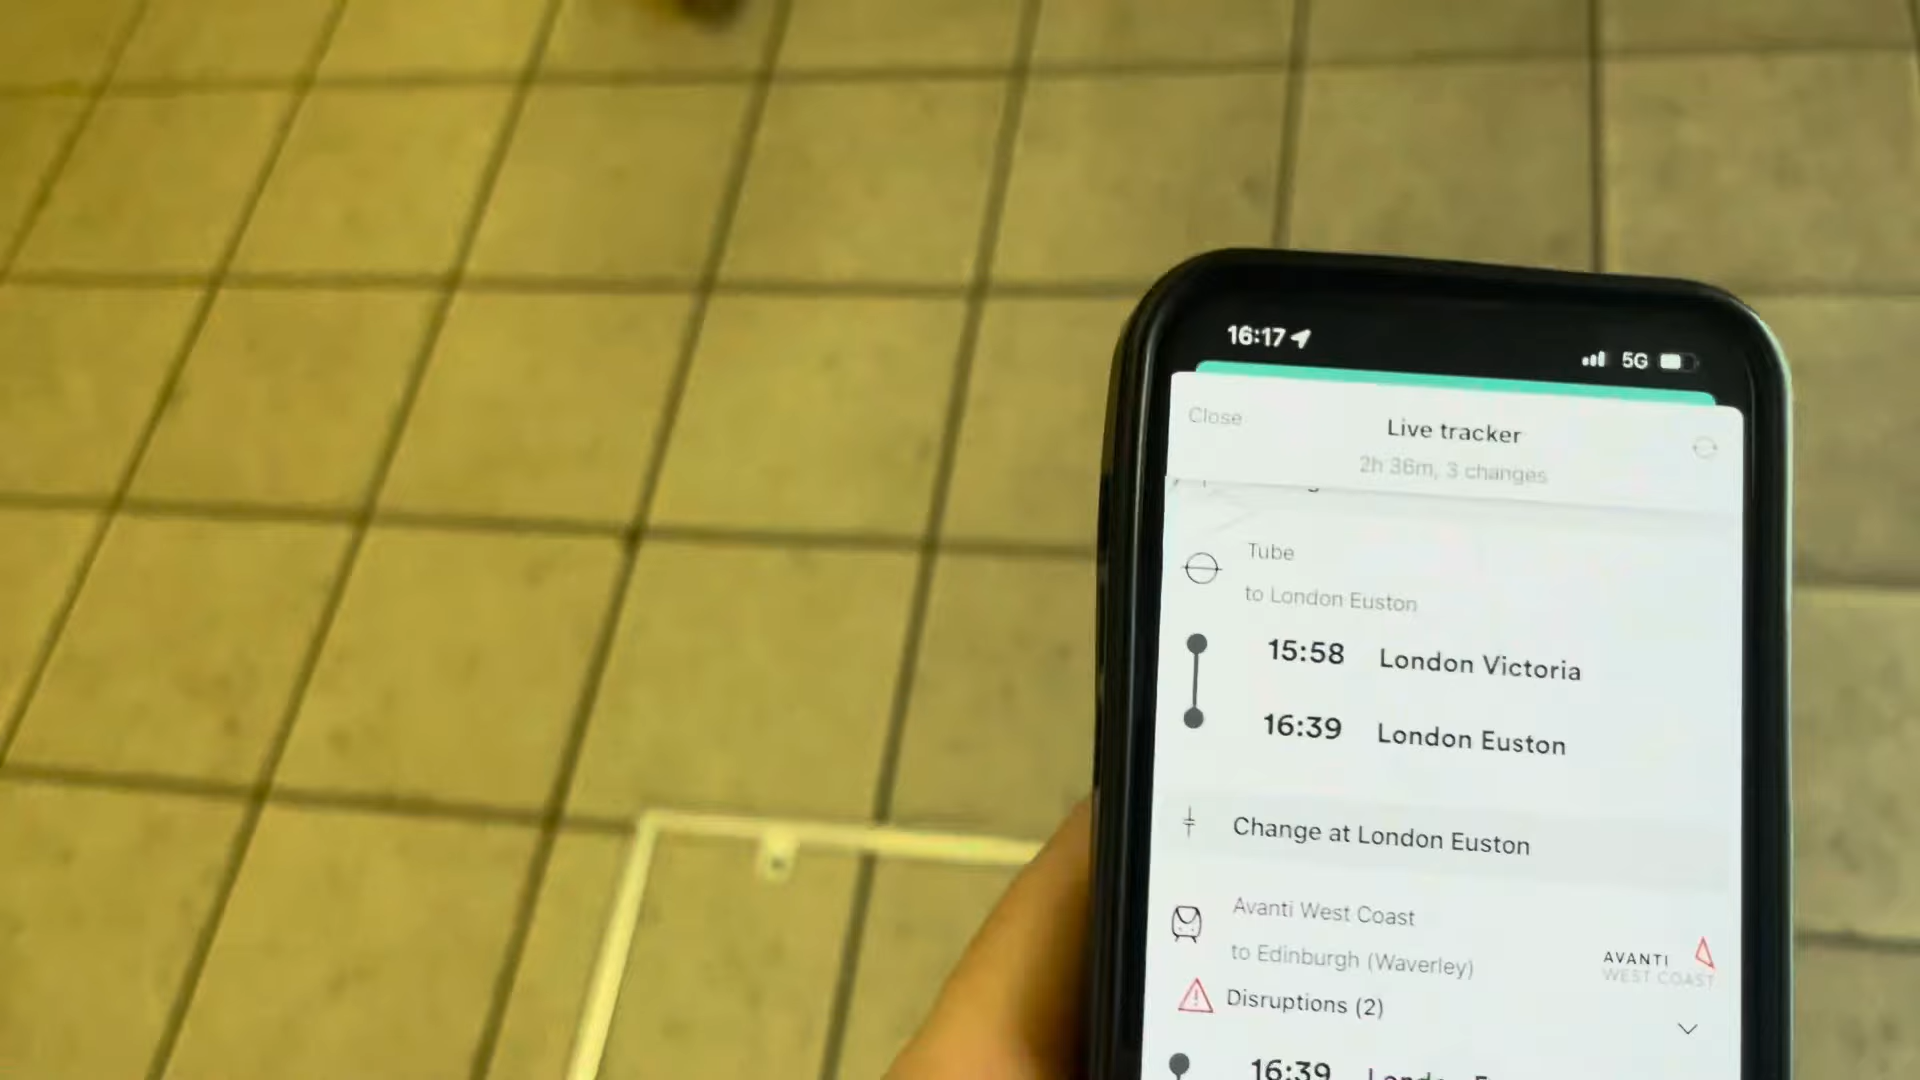 16:17
5G
Close
Live tracker
2h 36m, 3 changes
Tube
to London Euston
15:58 London Victoria
16:39 London Euston
Change at London Euston
Avanti West Coast
to Edinburgh (Waverley)
AVANTI
WEST COAST
Disruptions (2)
16:39